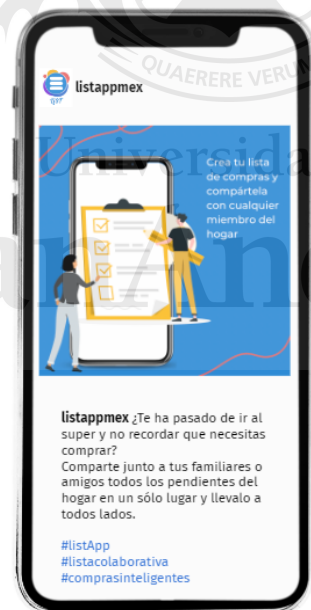 QUAERERE VERUM
listappmex
Crea tu lista
de compras y
compártela
con cualquier
miembro del
hogar
listappmex ¿Te ha pasado de ir al
super y no recordar que necesitas
comprar?
Comparte junto a tus familiares o
amigos todos los pendientes del
hogar en un sólo lugar y llevalo a
todos lados.
#listApp
#listacolaborativa
#comprasinteligentes